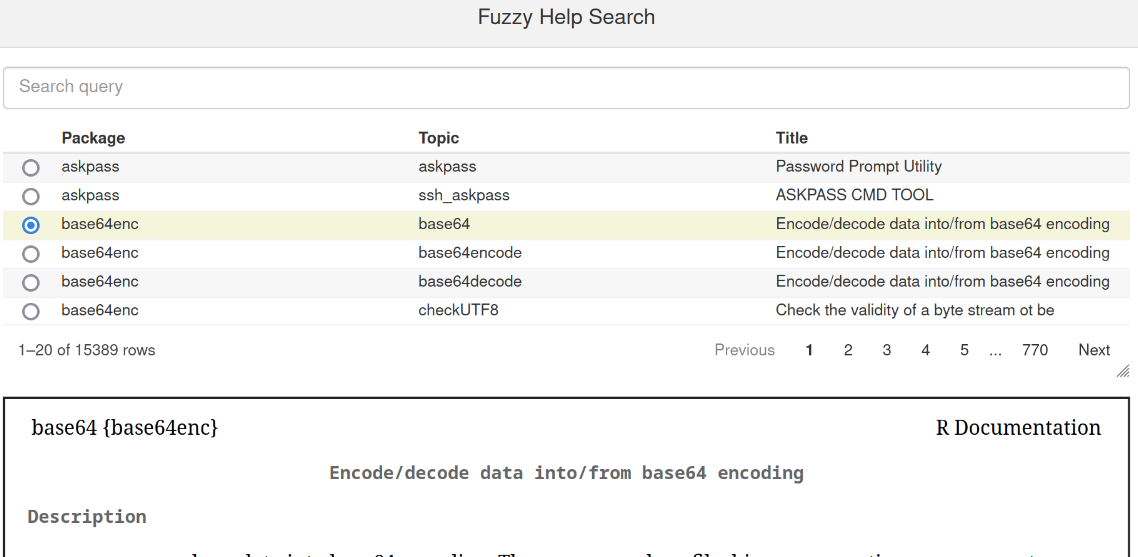 Fuzzy Help Search
Search query
Package Topic Title
askpass askpass Password Prompt Utility
askpass ssh_askpass ASKPASS CMD TOOL
base64enc base64 Encode/decode data into/from base64 encoding
base64enc base64encode Encode/decode data into/from base64 encoding
base64enc base64decode Encode/decode data into/from base64 encoding
base64enc checkUTF8 Check the validity of a byte stream ot be
1–20 of 15389 rows Previous 1 2 3 4 5 ... 770 Next
base64 {base64enc} R Documentation
Encode/decode data into/from base64 encoding
Description